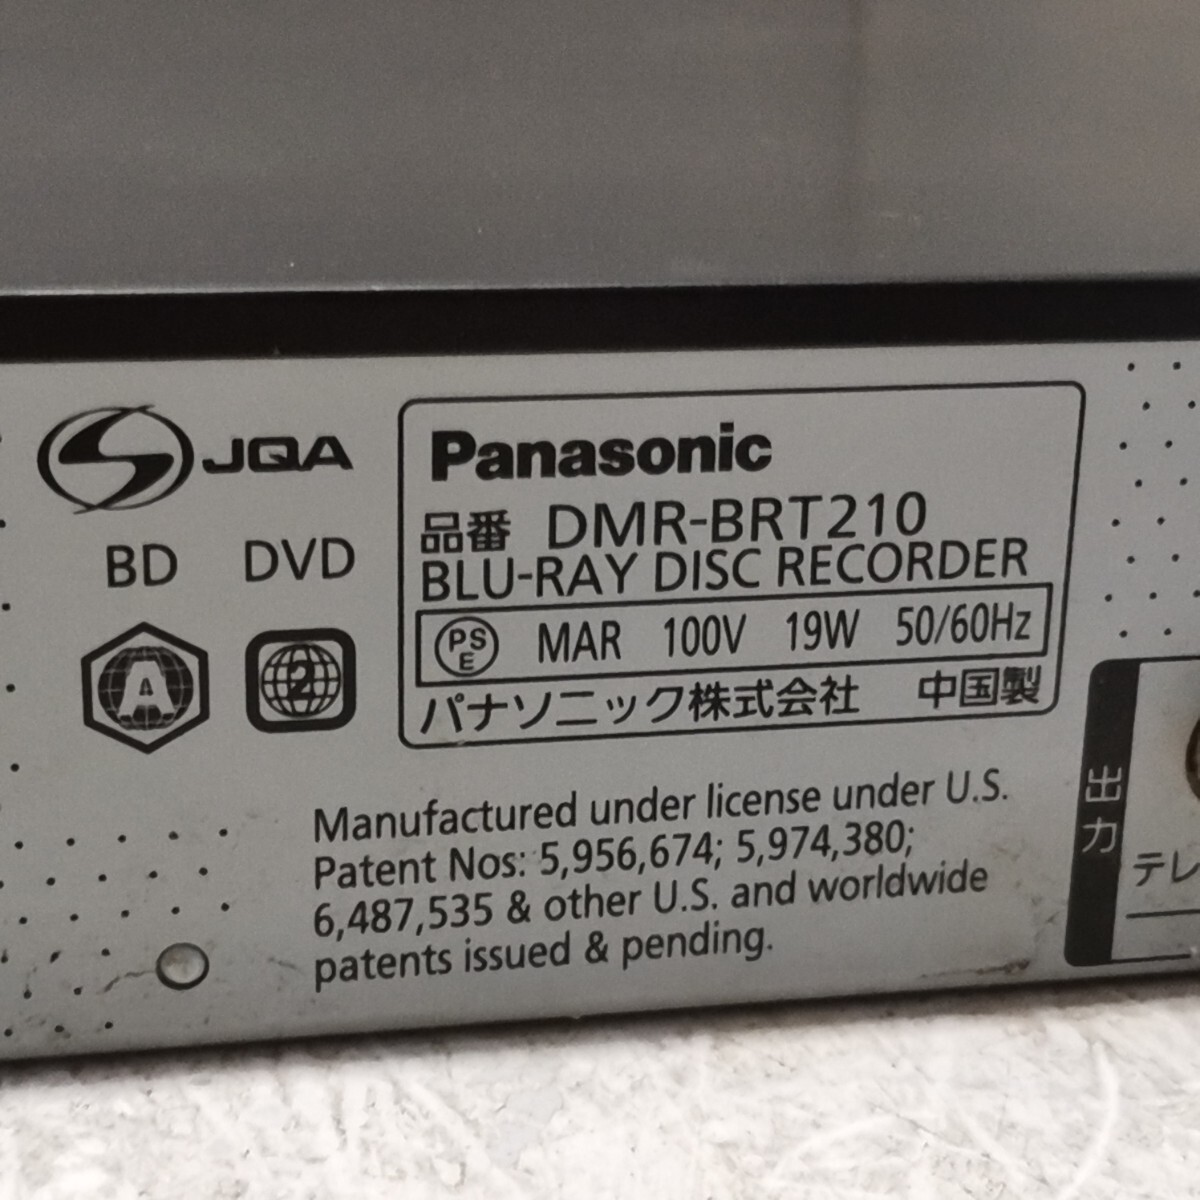 JQA
BD DVD
A 2
Panasonic
品番 DMR-BRT210
BLU-RAY DISC RECORDER
PSE MAR 100V 19W 50/60Hz
パナソニック株式会社 中国製
Manufactured under license under U.S.
Patent Nos: 5,956,674; 5,974,380;
6,487,535 & other U.S. and worldwide
patents issued & pending.
出力
テレ